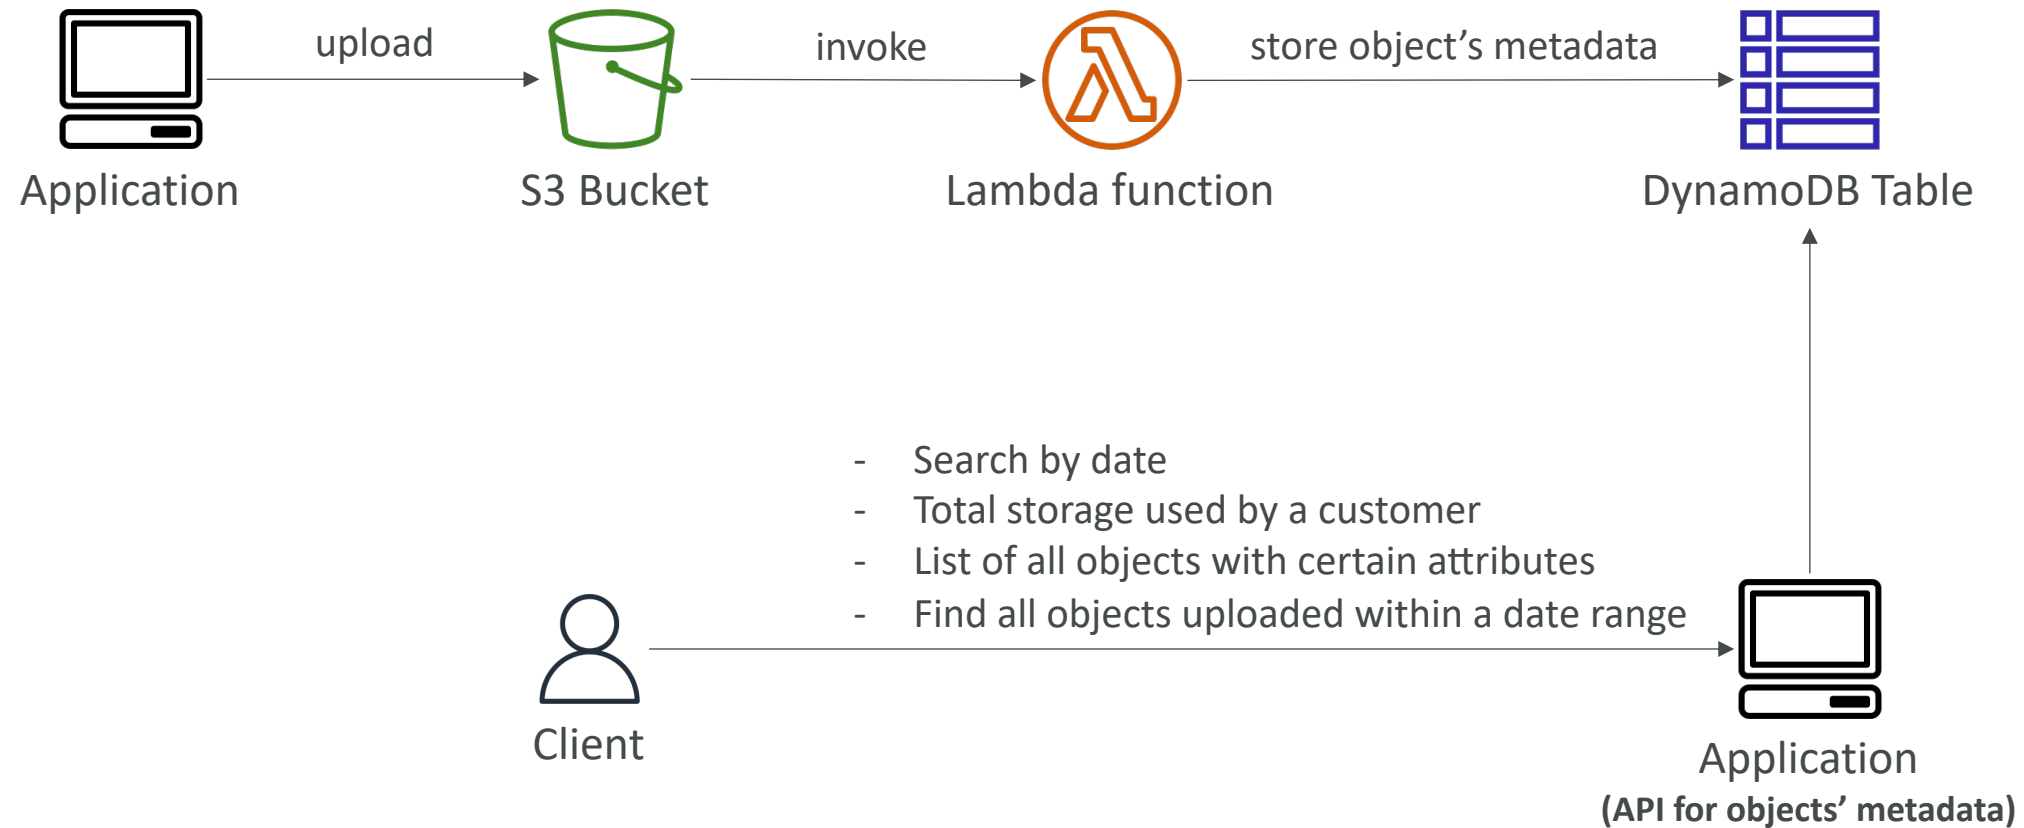 upload
invoke
store object’s metadata
Application
S3 Bucket
Lambda function
DynamoDB Table
- Search by date
- Total storage used by a customer
- List of all objects with certain attributes
- Find all objects uploaded within a date range
Client
Application
(API for objects’ metadata)